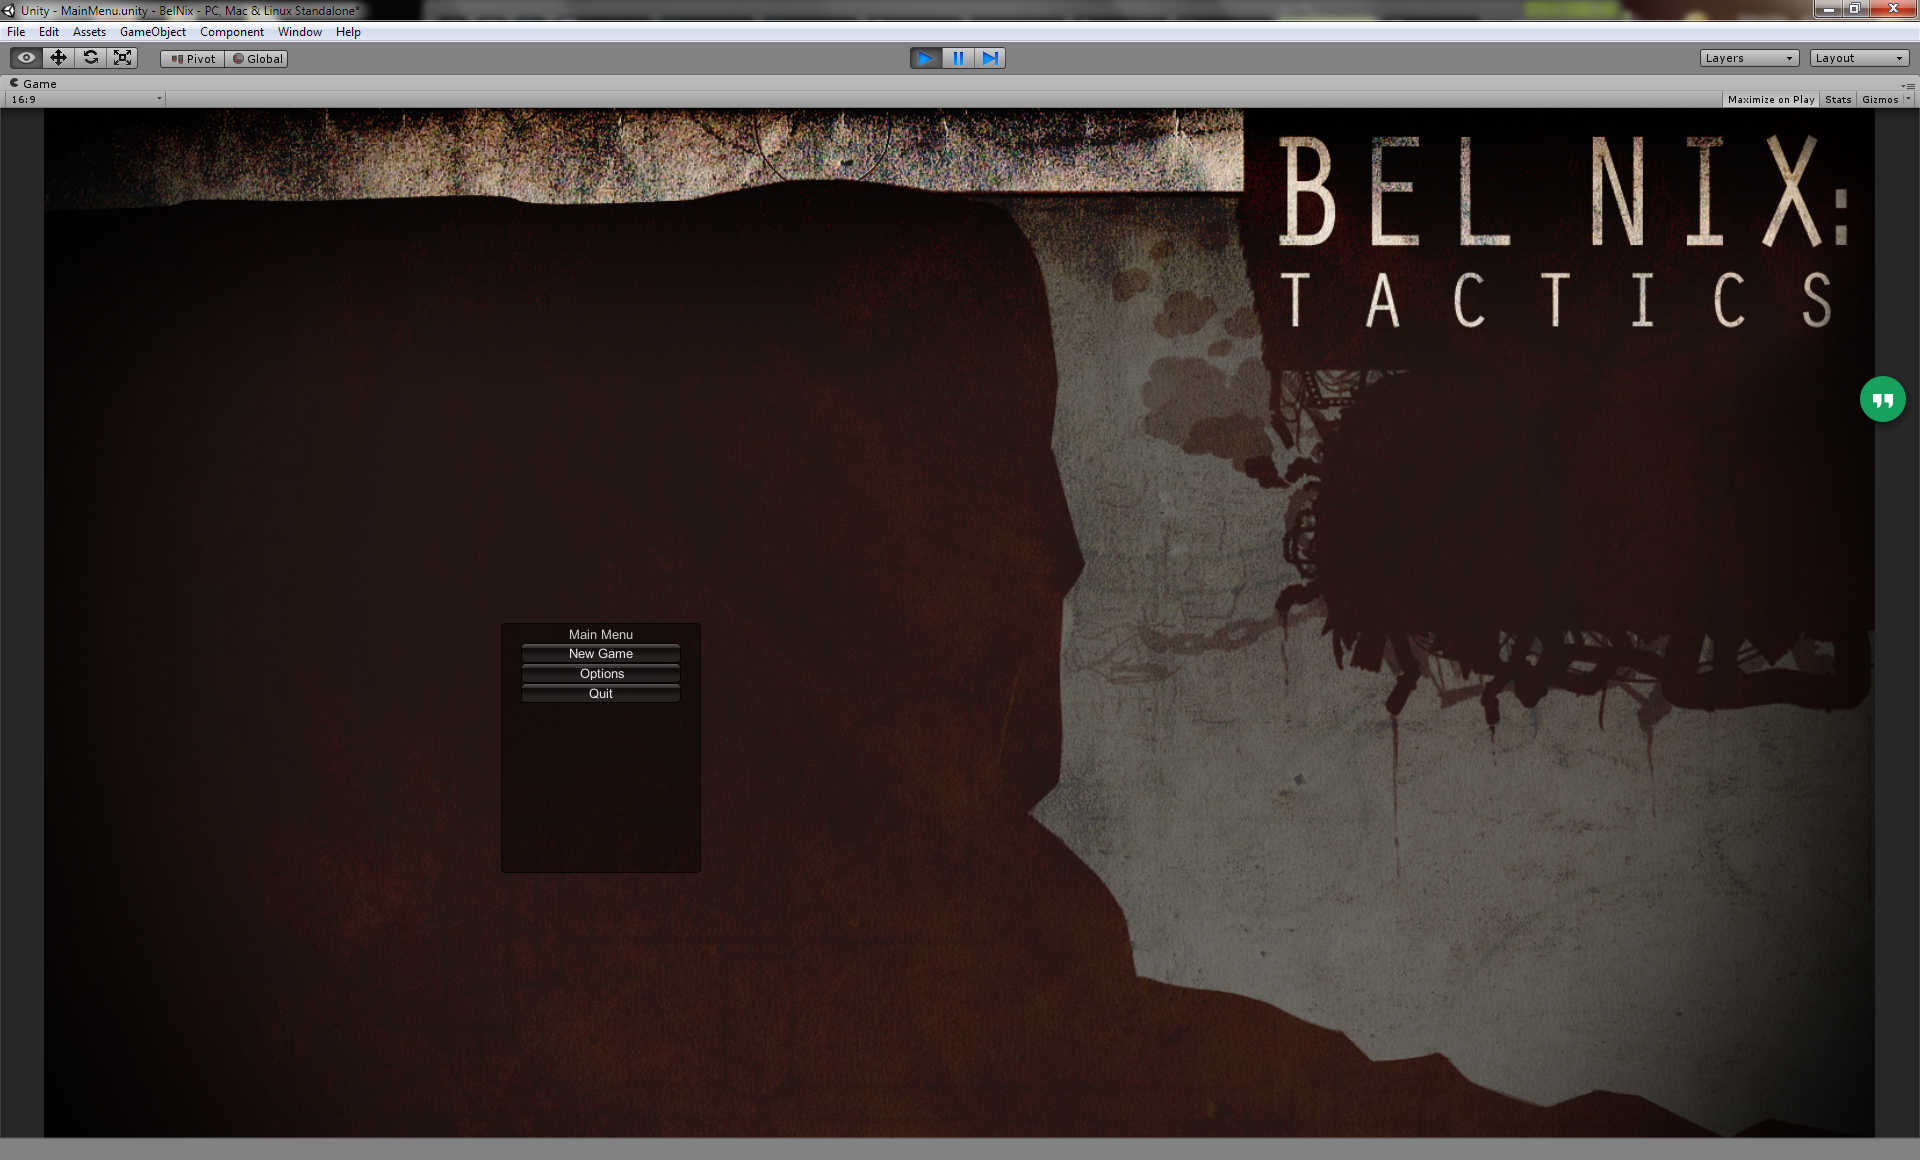 Unity - MainMenu.unity - BelNix - PC, Mac & Linux Standalone*
File Edit Assets GameObject Component Window Help
Pivot Global Layers Layout
Game
16:9 Maximize on Play Stats Gizmos
BEL NIX:
TACTICS
Main Menu
New Game
Options
Quit